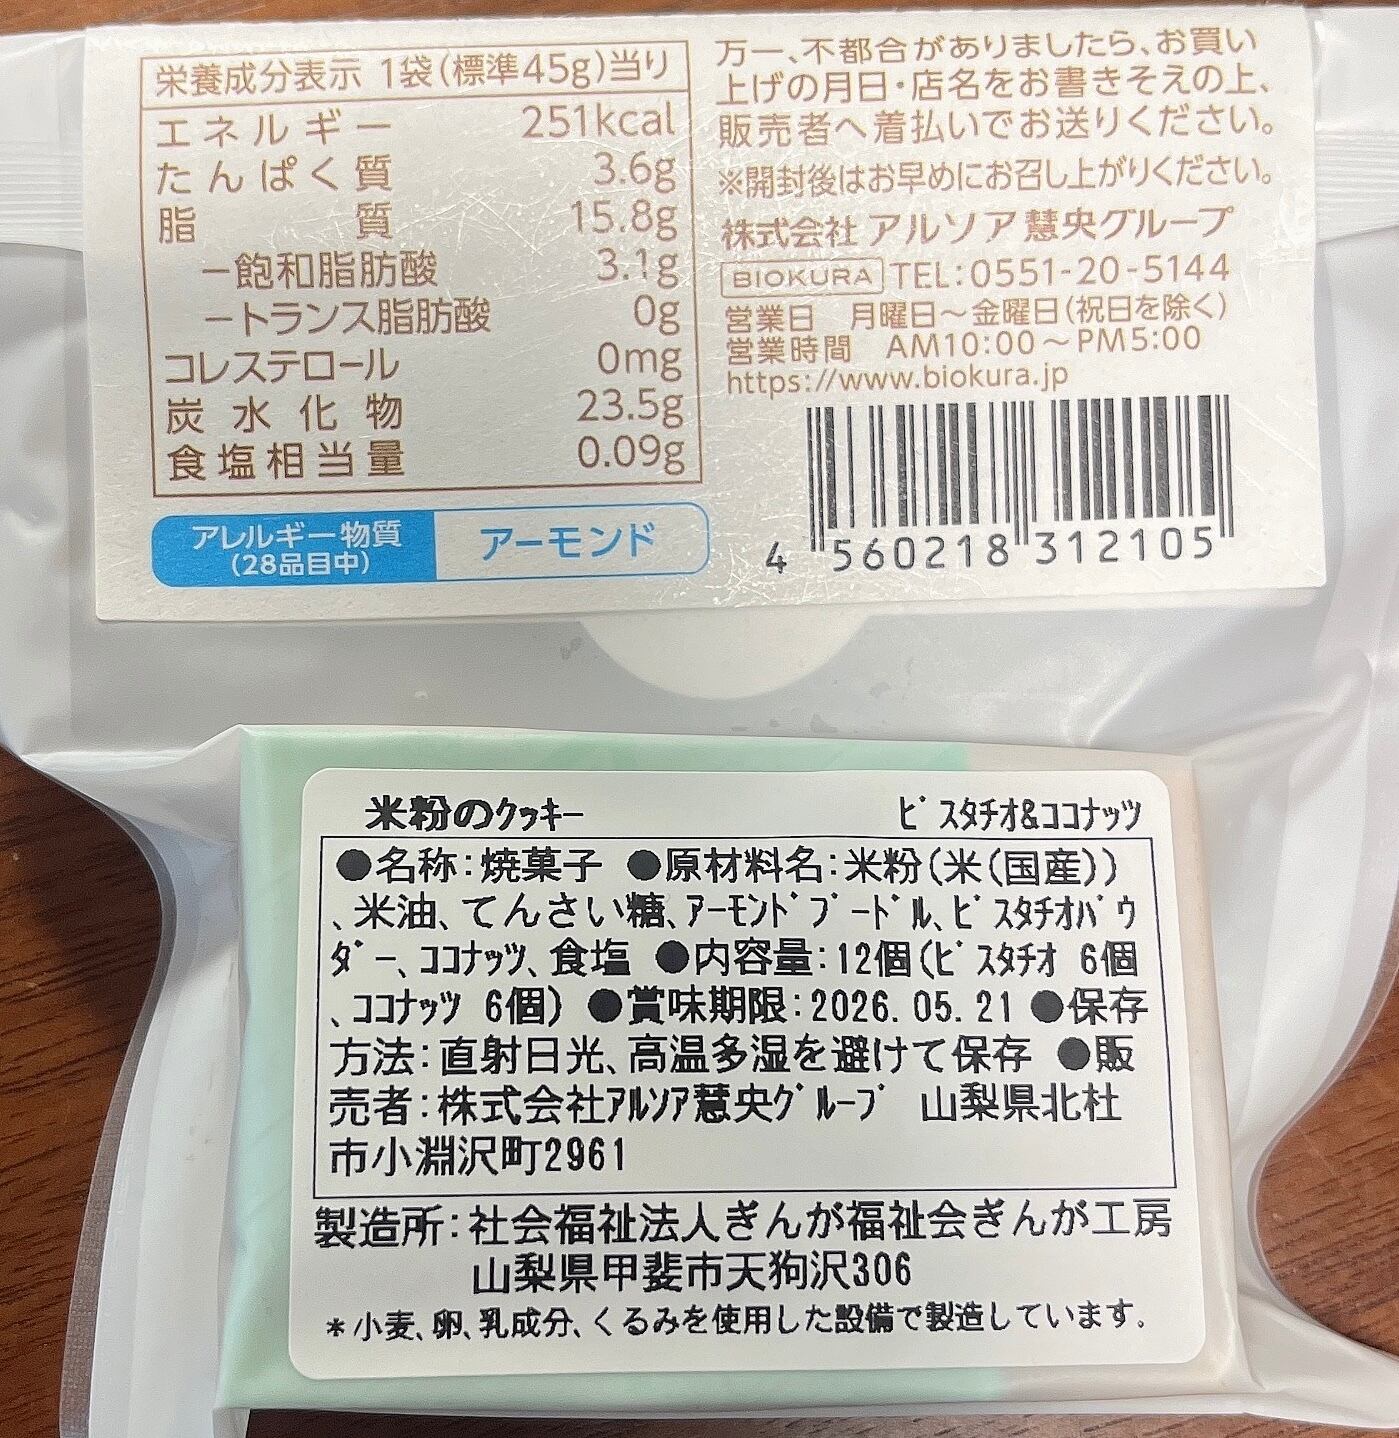 栄養成分表示 1袋(標準45g)当り
エネルギー 251kcal
たんぱく質 3.6g
脂質 15.8g
－飽和脂肪酸 3.1g
－トランス脂肪酸 0g
コレステロール 0mg
炭水化物 23.5g
食塩相当量 0.09g
アレルギー物質
(28品目中)
アーモンド
万一、不都合がありましたら、お買い
上げの月日・店名をお書きそえの上、
販売者へ着払いでお送りください。
※開封後はお早めにお召し上がりください。
株式会社 アルソア慧央グループ
BIOKURA TEL:0551-20-5144
営業日 月曜日～金曜日(祝日を除く)
営業時間 AM10:00～PM5:00
https://www.biokura.jp
4 560218 312105
米粉のｸｯｷｰ ﾋﾟｽﾀﾁｵ&ｺｺﾅｯﾂ
●名称:焼菓子 ●原材料名:米粉(米(国産))
、米油、てんさい糖、ｱｰﾓﾝﾄﾞﾌﾟｰﾄﾞﾙ、ﾋﾟｽﾀﾁｵﾊﾟｳ
ﾀﾞｰ、ｺｺﾅｯﾂ、食塩 ●内容量:12個(ﾋﾟｽﾀﾁｵ 6個
、ｺｺﾅｯﾂ 6個) ●賞味期限:2026.05.21 ●保存
方法:直射日光、高温多湿を避けて保存 ●販
売者:株式会社ｱﾙｿｱ慧央ｸﾞﾙｰﾌﾟ 山梨県北杜
市小淵沢町2961
製造所:社会福祉法人ぎんが福祉会ぎんが工房
山梨県甲斐市天狗沢306
*小麦、卵、乳成分、くるみを使用した設備で製造しています.